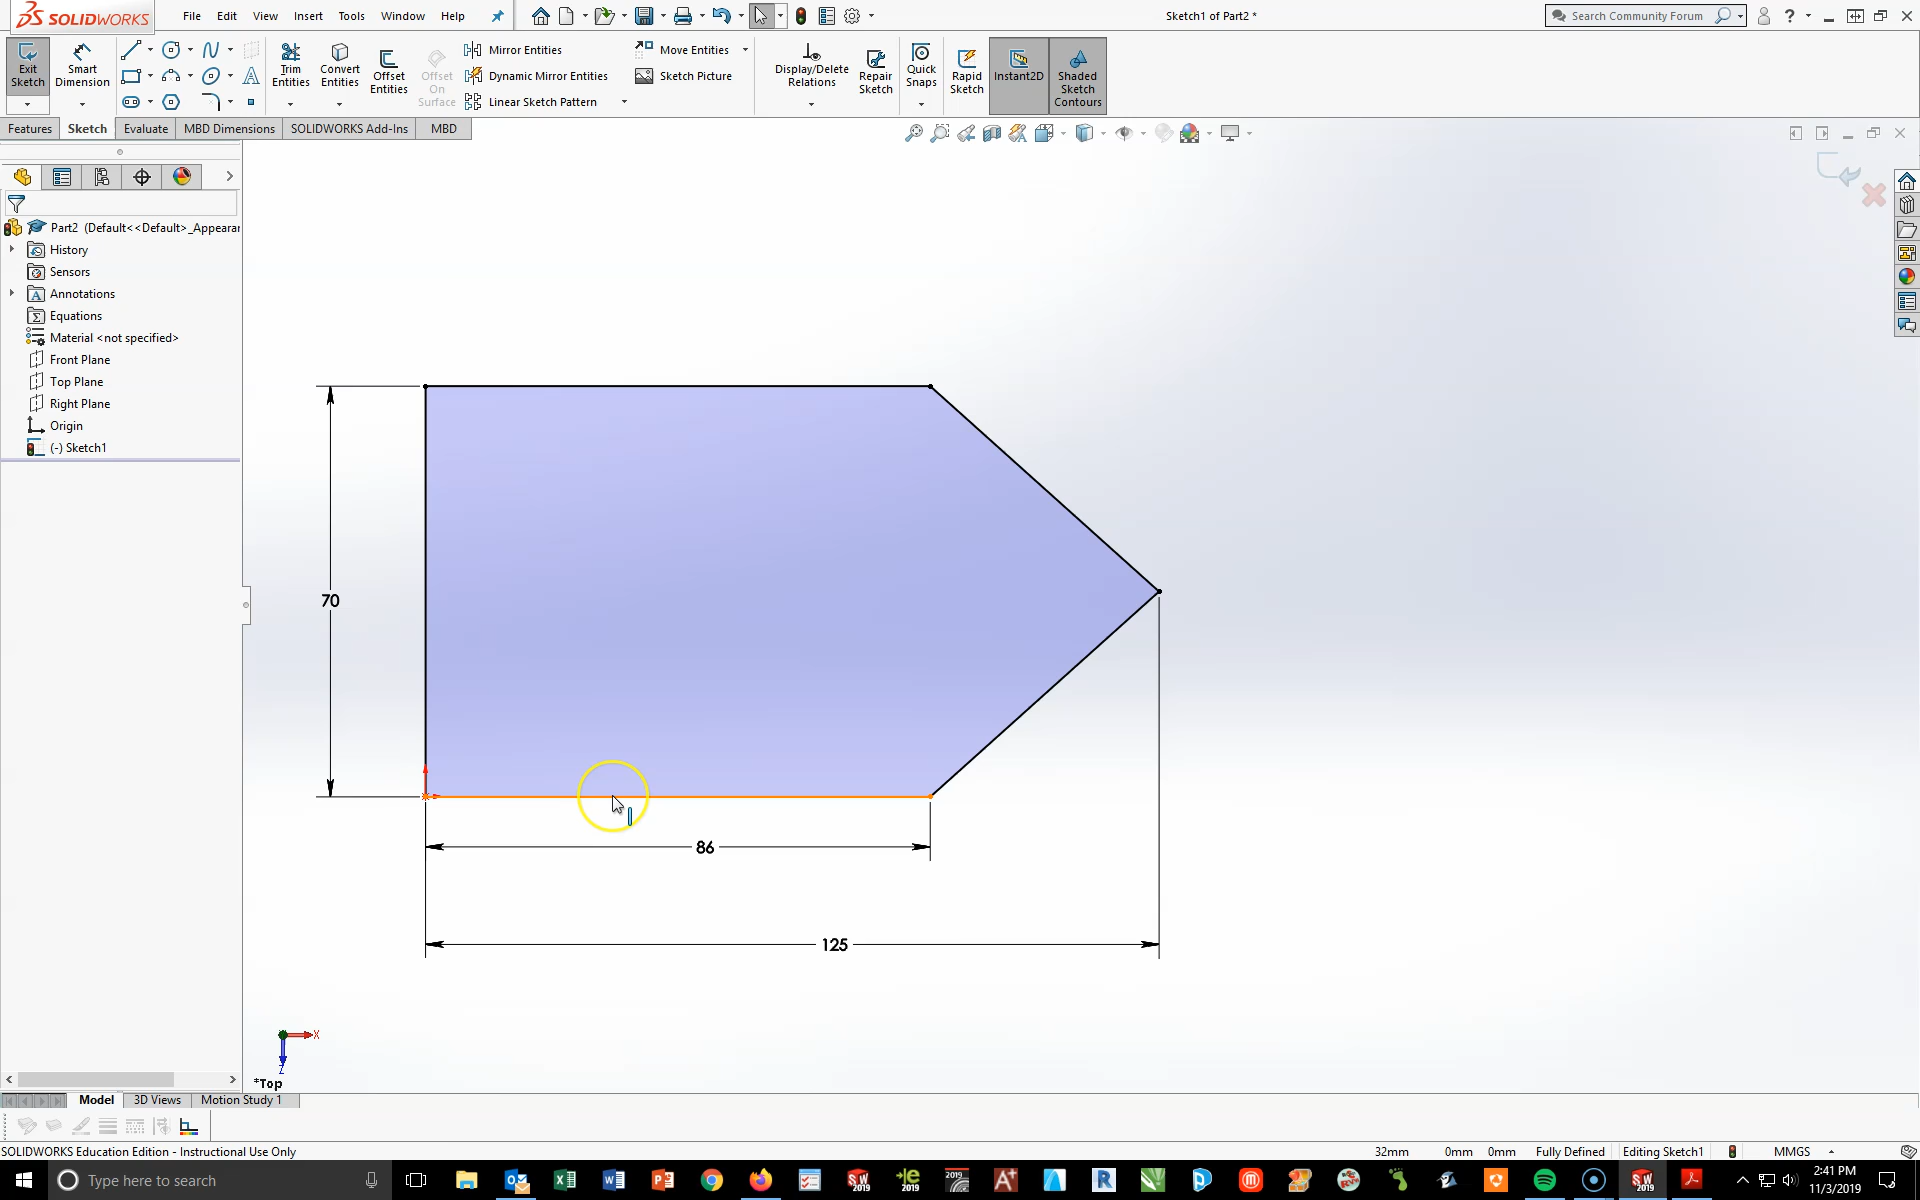 SOLIDWORKS File Edit View Insert Tools Window Help Sketch1 of Part2 * Search Community Forum ?
Exit Sketch
Smart Dimension
Trim Entities
Convert Entities
Offset Entities
Offset On Surface
Mirror Entities
Dynamic Mirror Entities
Linear Sketch Pattern
Move Entities
Sketch Picture
Display/Delete Relations
Repair Sketch
Quick Snaps
Rapid Sketch
Instant2D
Shaded Sketch Contours
Features Sketch Evaluate MBD Dimensions SOLIDWORKS Add-Ins MBD
Part2 (Default<<Default>_Appeara
History
Sensors
Annotations
Equations
Material <not specified>
Front Plane
Top Plane
Right Plane
Origin
(-) Sketch1
70
86
125
X
Z
*Top
Model 3D Views Motion Study 1
SOLIDWORKS Education Edition - Instructional Use Only 32mm 0mm 0mm Fully Defined Editing Sketch1 MMGS
Type here to search
2:41 PM
11/3/2019